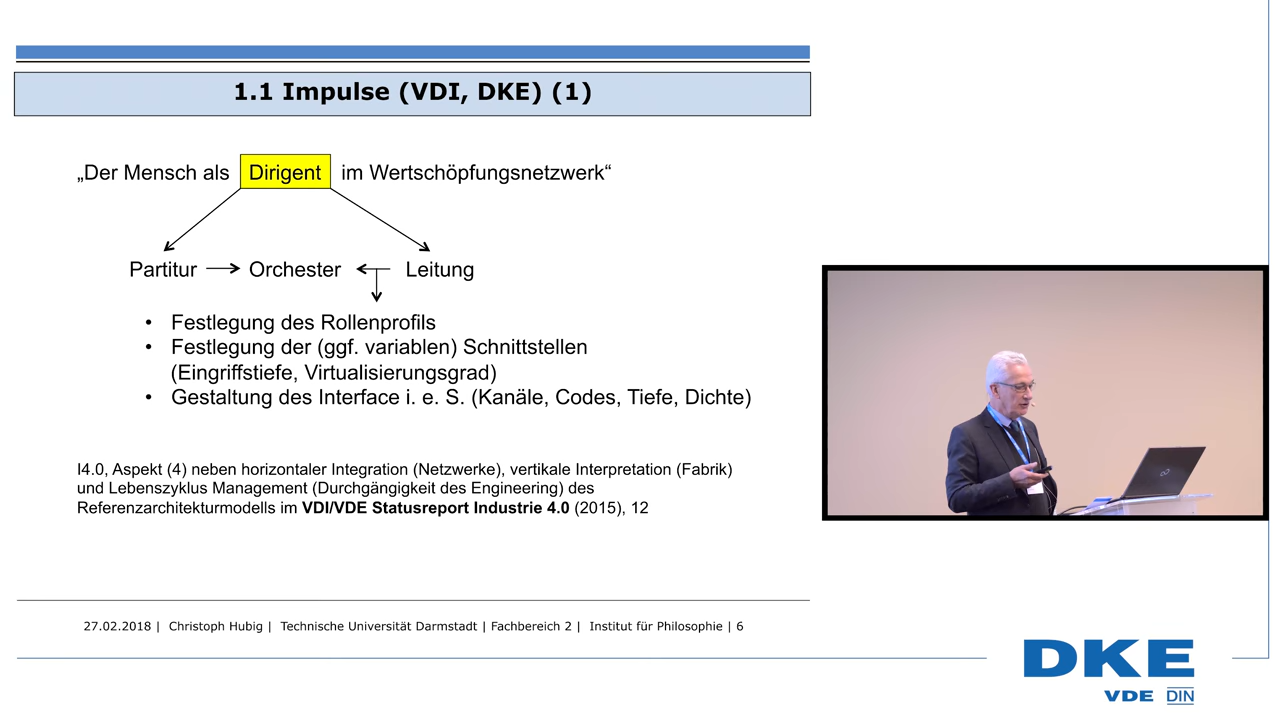 1.1 Impulse (VDI, DKE) (1)
„Der Mensch als Dirigent im Wertschöpfungsnetzwerk“
Partitur Orchester Leitung
• Festlegung des Rollenprofils
• Festlegung der (ggf. variablen) Schnittstellen
(Eingriffstiefe, Virtualisierungsgrad)
• Gestaltung des Interface i. e. S. (Kanäle, Codes, Tiefe, Dichte)
I4.0, Aspekt (4) neben horizontaler Integration (Netzwerke), vertikale Interpretation (Fabrik)
und Lebenszyklus Management (Durchgängigkeit des Engineering) des
Referenzarchitekturmodells im VDI/VDE Statusreport Industrie 4.0 (2015), 12
27.02.2018 | Christoph Hubig | Technische Universität Darmstadt | Fachbereich 2 | Institut für Philosophie | 6
DKE
VDE DIN